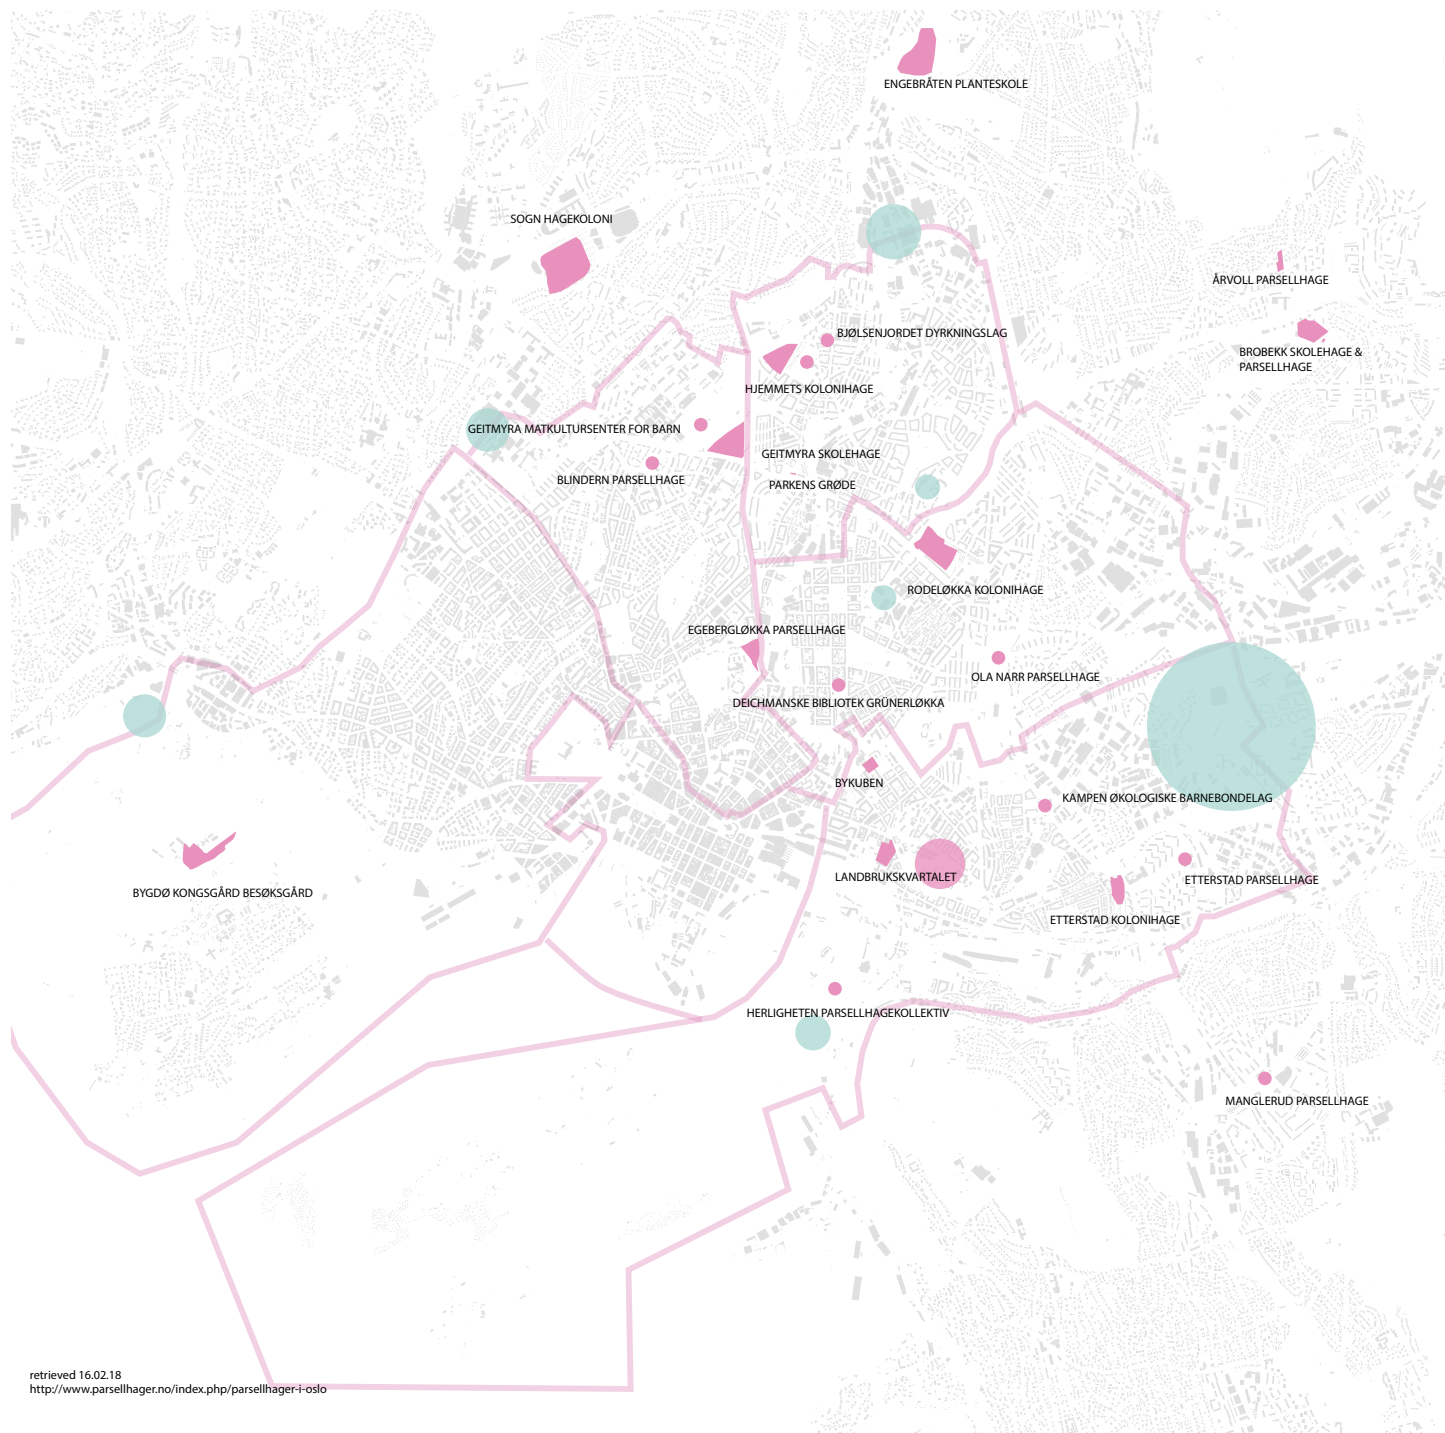 ENGEBRÅTEN PLANTESKOLE
SOGN HAGEKOLONI
ÅRVOLL PARSELLHAGE
BJØLSENJORDET DYRKNINGSLAG
BROBEKK SKOLEHAGE &
PARSELLHAGE
HJEMMETS KOLONIHAGE
GEITMYRA MATKULTURSENTER FOR BARN
GEITMYRA SKOLEHAGE
BLINDERN PARSELLHAGE
PARKENS GRØDE
RODELØKKA KOLONIHAGE
EGEBERGLØKKA PARSELLHAGE
OLA NARR PARSELLHAGE
DEICHMANSKE BIBLIOTEK GRÜNERLØKKA
BYKUBEN
KAMPEN ØKOLOGISKE BARNEBONDELAG
LANDBRUKSKVARTALET
ETTERSTAD PARSELLHAGE
BYGDØ KONGSGÅRD BESØKSGÅRD
ETTERSTAD KOLONIHAGE
HERLIGHETEN PARSELLHAGEKOLLEKTIV
MANGLERUD PARSELLHAGE
retrieved 16.02.18
http://www.parsellhager.no/index.php/parsellhager-i-oslo